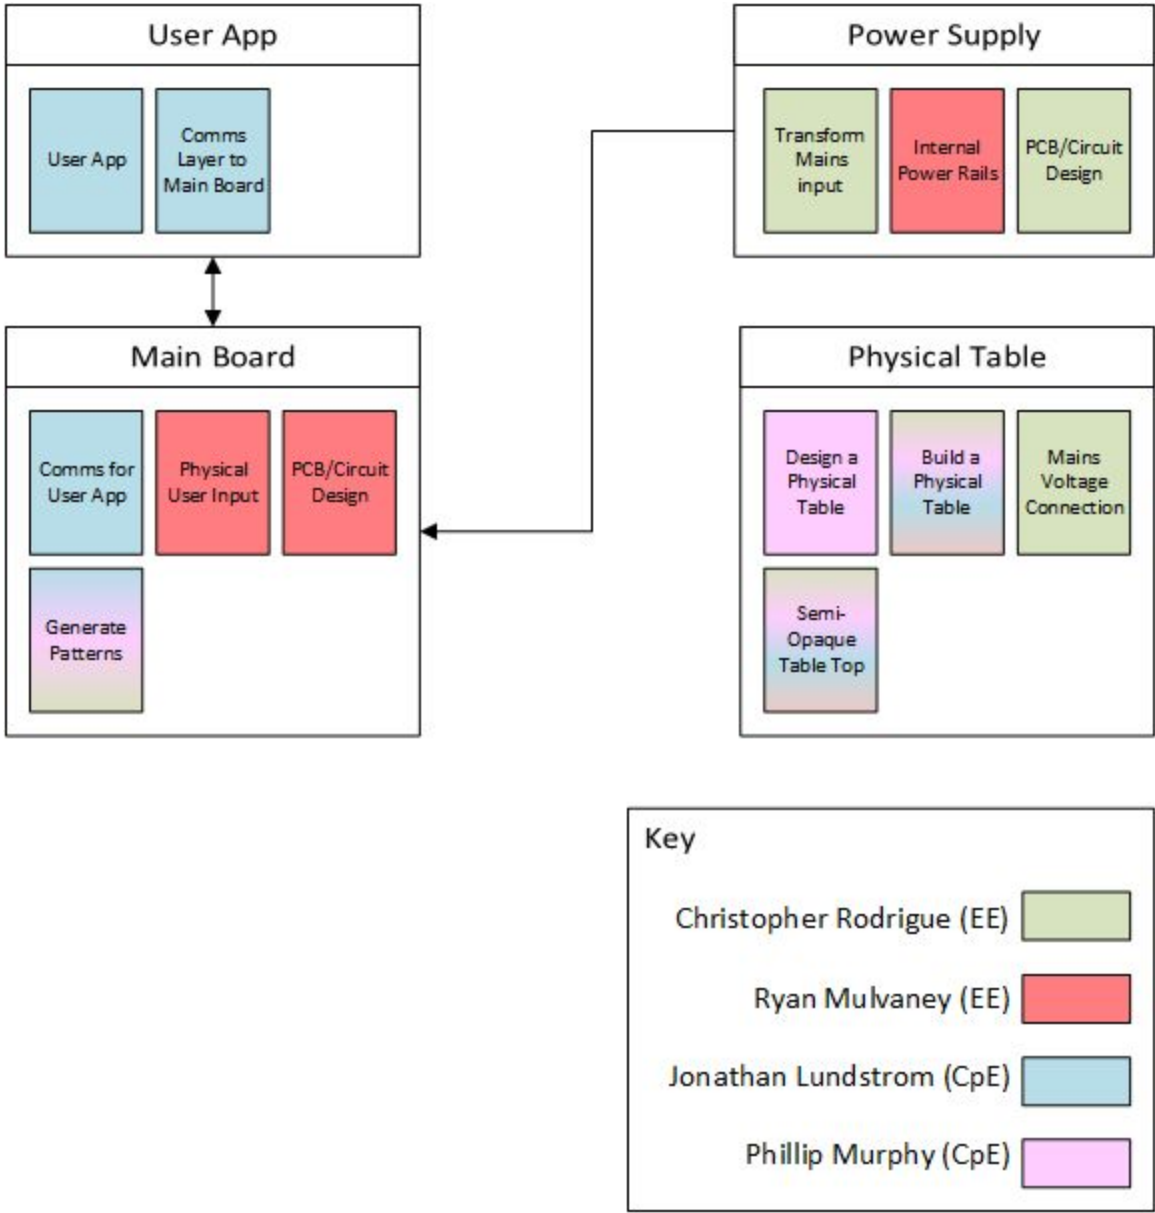 User App
User App
Comms
Layer to
Main Board
Power Supply
Transform
Mains
input
Internal
Power Rails
PCB/Circuit
Design
Main Board
Comms for
User App
Physical
User Input
PCB/Circuit
Design
Generate
Patterns
Physical Table
Design a
Physical
Table
Build a
Physical
Table
Mains
Voltage
Connection
Semi-
Opaque
Table Top
Key
Christopher Rodrigue (EE)
Ryan Mulvaney (EE)
Jonathan Lundstrom (CpE)
Phillip Murphy (CpE)